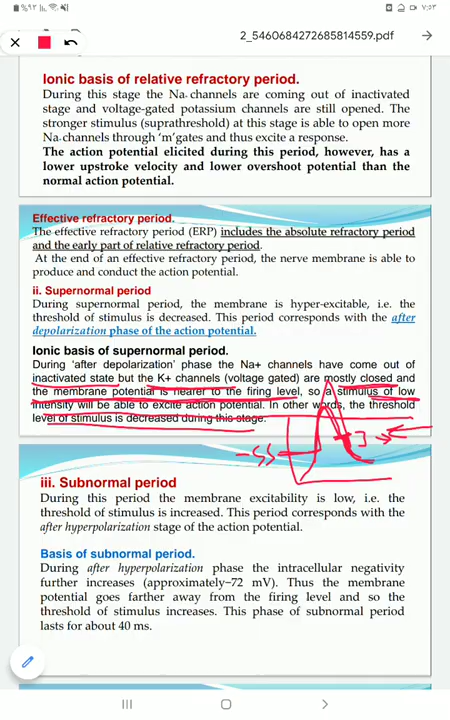 %٩٢
٧:٥٣
2_5460684272685814559.pdf
Ionic basis of relative refractory period.
During this stage the Na+ channels are coming out of inactivated
stage and voltage-gated potassium channels are still opened. The
stronger stimulus (suprathreshold) at this stage is able to open more
Na+ channels through 'm'gates and thus excite a response.
The action potential elicited during this period, however, has a
lower upstroke velocity and lower overshoot potential than the
normal action potential.
Effective refractory period.
The effective refractory period (ERP) includes the absolute refractory period
and the early part of relative refractory period.
At the end of an effective refractory period, the nerve membrane is able to
produce and conduct the action potential.
ii. Supernormal period
During supernormal period, the membrane is hyper-excitable, i.e. the
threshold of stimulus is decreased. This period corresponds with the after
depolarization phase of the action potential.
Ionic basis of supernormal period.
During 'after depolarization' phase the Na+ channels have come out of
inactivated state but the K+ channels (voltage gated) are mostly closed and
the membrane potential is nearer to the firing level, so a stimulus of low
intensity will be able to excite action potential. In other words, the threshold
level of stimulus is decreased during this stage.
-55
iii. Subnormal period
During this period the membrane excitability is low, i.e. the
threshold of stimulus is increased. This period corresponds with the
after hyperpolarization stage of the action potential.
Basis of subnormal period.
During after hyperpolarization phase the intracellular negativity
further increases (approximately−72 mV). Thus the membrane
potential goes farther away from the firing level and so the
threshold of stimulus increases. This phase of subnormal period
lasts for about 40 ms.